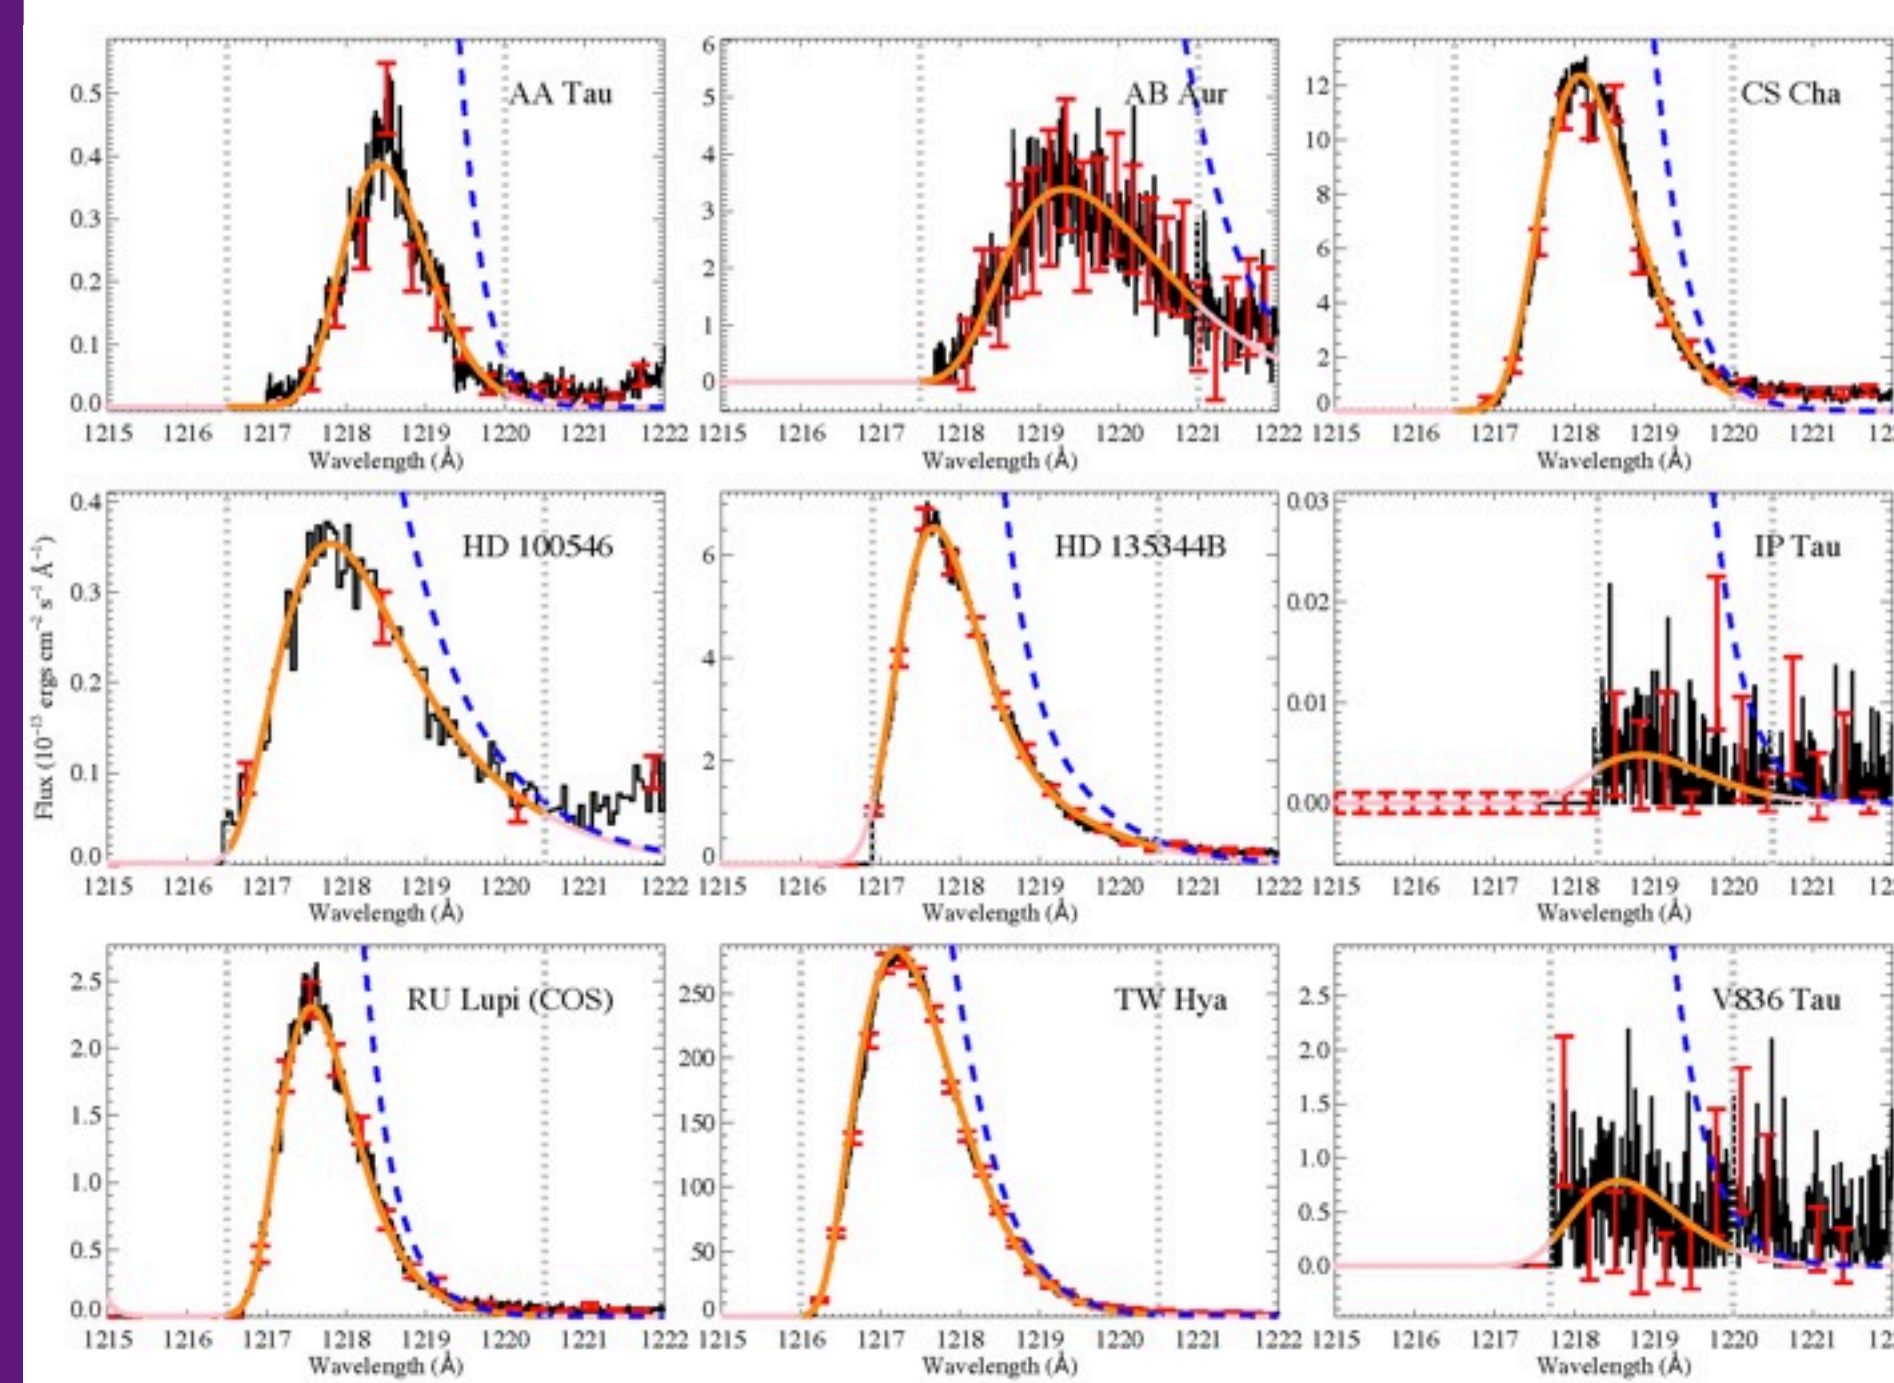 AA Tau
0.5
0.4
0.3
0.2
0.1
0.0
1215 1216 1217 1218 1219 1220 1221 1222
Wavelength (Å)
AB Aur
6
5
4
3
2
1
0
1215 1216 1217 1218 1219 1220 1221 1222
Wavelength (Å)
CS Cha
12
10
8
6
4
2
0
1215 1216 1217 1218 1219 1220 1221 12
Wavelength (Å)
Flux (10⁻¹³ ergs cm⁻² s⁻¹ Å⁻¹)
HD 100546
0.4
0.3
0.2
0.1
0.0
1215 1216 1217 1218 1219 1220 1221 1222
Wavelength (Å)
HD 135344B
6
4
2
0
1215 1216 1217 1218 1219 1220 1221 1222
Wavelength (Å)
IP Tau
0.03
0.02
0.01
0.00
1215 1216 1217 1218 1219 1220 1221 12
Wavelength (Å)
RU Lupi (COS)
2.5
2.0
1.5
1.0
0.5
0.0
1215 1216 1217 1218 1219 1220 1221 1222
Wavelength (Å)
TW Hya
250
200
150
100
50
0
1215 1216 1217 1218 1219 1220 1221 1222
Wavelength (Å)
V836 Tau
2.5
2.0
1.5
1.0
0.5
0.0
1215 1216 1217 1218 1219 1220 1221 12
Wavelength (Å)